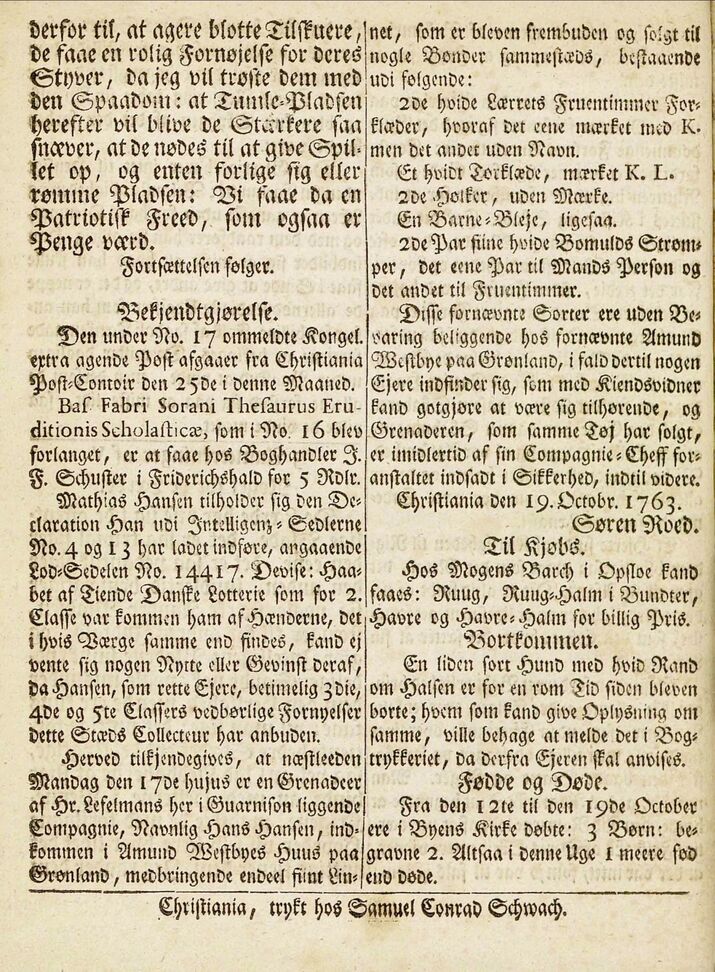 derfor til, at agere blotte Tilskuere,
de faae en rolig Fornøjelse for deres
Styver, da jeg vil trøste dem med
den Spaadom: at Tumle-Pladsen
herefter vil blive de Stærkere saa
snæver, at de nødes til at give Spil-
let op, og enten forlige sig eller
rømme Pladsen: Vi faae da en
Patriotisk Freed, som ogsaa er
Penge værd.
Fortsættelsen følger.
Bekjendtgjørelse.
Den under No. 17 ommeldte Kongel.
extra agende Post afgaaer fra Christiania
Post-Contoir den 25de i denne Maaned.
Bas. Fabri Sorani Thesaurus Eru-
ditionis Scholasticæ, som i No. 16 blev
forlanget, er at faae hos Boghandler J.
F. Schuster i Friderichshald for 5 Rdlr.
Mathias Hansen tilholder sig den De-
claration Han udi Intelligenz-Sedlerne
No. 4 og 13 har ladet indføre, angaaende
Lod-Sedelen No. 14417. Devise: Haa-
bet af Tiende Danske Lotterie som for 2.
Classe var kommen ham af Hænderne, det
i hvis Værge samme end findes, kand ej
vente sig nogen Nytte eller Gevinst deraf,
da Hansen, som rette Ejere, betimelig 3die,
4de og 5te Classers vedbørlige Fornyelser
dette Stæds Collecteur har anbuden.
Herved tilkjendegives, at næstleeden
Mandag den 17de hujus er en Grenadeer
af Hr. Lefelmans her i Guarnison liggende
Compagnie, Navnlig Hans Hansen, ind-
kommen i Amund Westbyes Huus paa
Grønland, medbringende endeel fiint Lin-
net, som er bleven frembuden og solgt til
nogle Bønder sammestæds, bestaaende
udi følgende:
2de hvide Lærrets Fruentimmer For-
klæder, hvoraf det eene mærket med K.
men det andet uden Navn.
Et hvidt Torklæde, mærket K. L.
2de Holker, uden Mærke.
En Barne-Bleje, ligesaa.
2de Par fiine hvide Bomulds Strøm-
per, det eene Par til Mands Person og
det andet til Fruentimmer.
Disse fornævnte Sorter ere uden Be-
varing beliggende hos fornævnte Amund
Westbye paa Grønland, i fald dertil nogen
Ejere indfinder sig, som med Kiendsvidner
kand gotgjøre at være sig tilhørende, og
Grenaderen, som samme Tøj har solgt,
er imidlertid af sin Compagnie-Cheff for-
anstaltet indsadt i Sikkerhed, indtil videre.
Christiania den 19. Octobr. 1763.
Søren Roed.
Til Kjøbs.
Hos Mogens Barch i Opsloe kand
faaes: Ruug, Ruug-Halm i Bundter,
Havre og Havre-Halm for billig Pris.
Bortkommen.
En liden sort Hund med hvid Rand
om Halsen er for en rom Tid siden bleven
borte; hvem som kand give Oplysning om
samme, ville behage at melde det i Bog-
trykkeriet, da derfra Ejeren skal anvises.
Fødde og Døde.
Fra den 12te til den 19de October
ere i Byens Kirke døbte: 3 Børn: be-
gravne 2. Altsaa i denne Uge 1 meere fød
end døde.
Christiania, trykt hos Samuel Conrad Schwach.